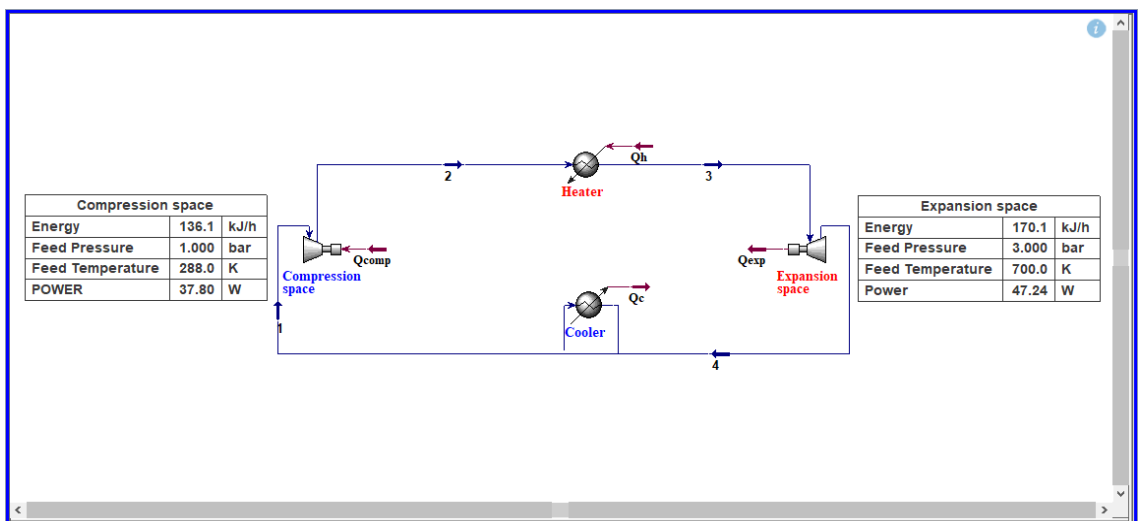 i
2
Qh
3
Heater
Compression space
Energy 136.1 kJ/h
Feed Pressure 1.000 bar
Feed Temperature 288.0 K
POWER 37.80 W
Qcomp
Compression
space
Qexp
Expansion
space
Expansion space
Energy 170.1 kJ/h
Feed Pressure 3.000 bar
Feed Temperature 700.0 K
Power 47.24 W
Qc
Cooler
1
4